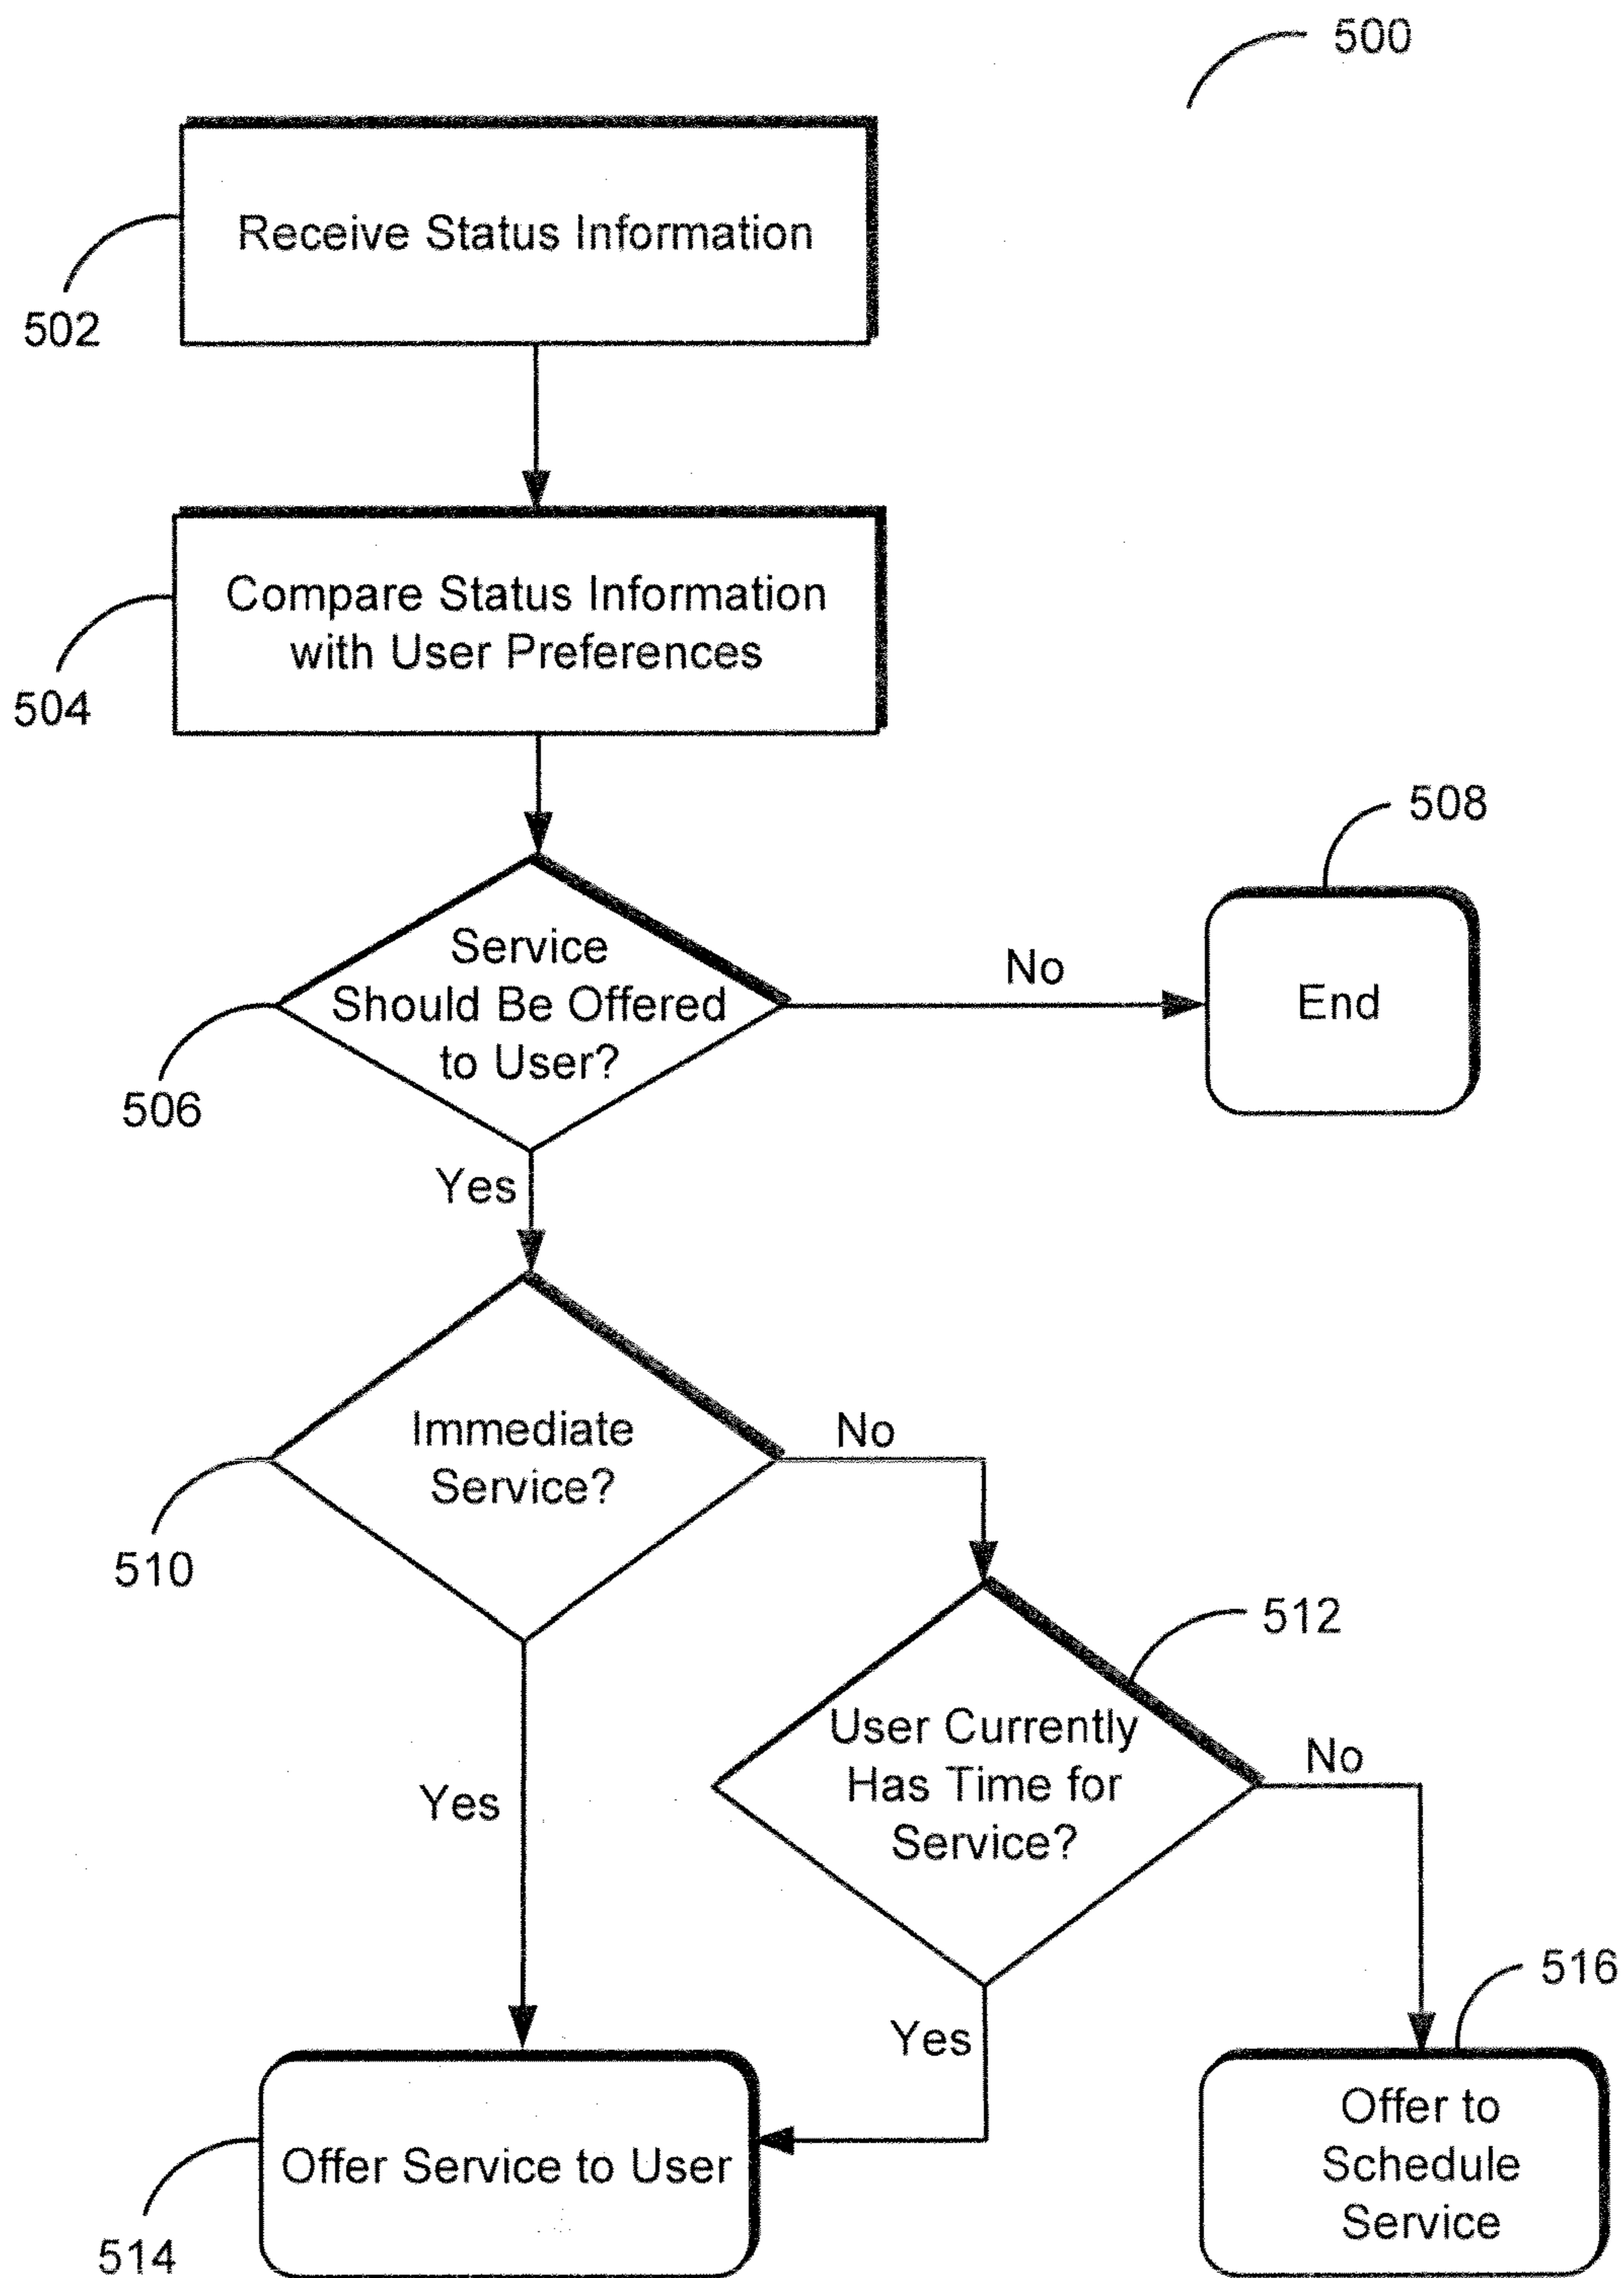 500
Receive Status Information
502
Compare Status Information
with User Preferences
504
508
Service
Should Be Offered
to User?
No
End
506
Yes
Immediate
Service?
No
510
512
User Currently
Has Time for
Service?
No
Yes
516
Yes
Offer to
Schedule
Service
Offer Service to User
514